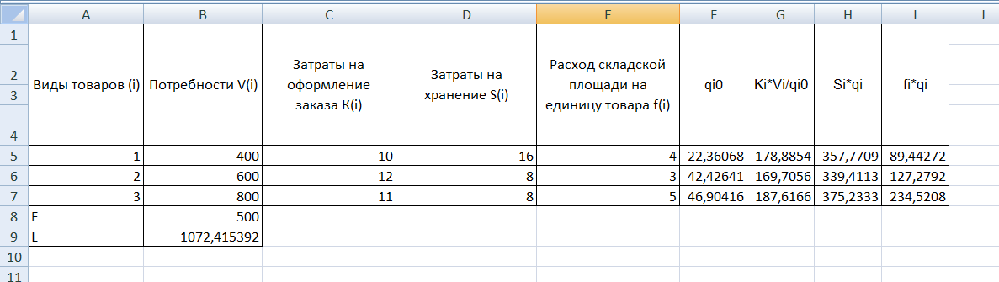 A B C D E F G H I J
1
2
3
4
Виды товаров (i) Потребности V(i) Затраты на оформление заказа K(i) Затраты на хранение S(i) Расход складской площади на единицу товара f(i) qi0 Ki*Vi/qi0 Si*qi fi*qi
5 1 400 10 16 4 22,36068 178,8854 357,7709 89,44272
6 2 600 12 8 3 42,42641 169,7056 339,4113 127,2792
7 3 800 11 8 5 46,90416 187,6166 375,2333 234,5208
8 F 500
9 L 1072,415392
10
11